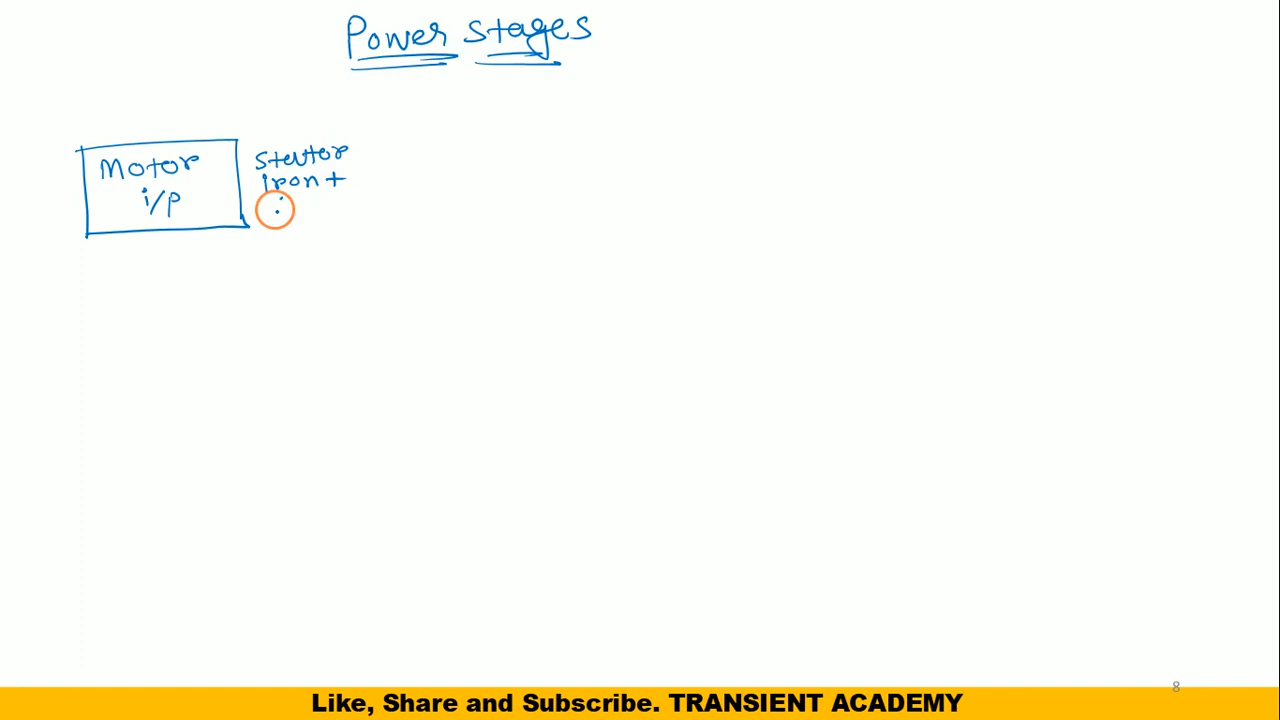 Power Stages
Motor
i/p
Stator
iron +
8
Like, Share and Subscribe. TRANSIENT ACADEMY